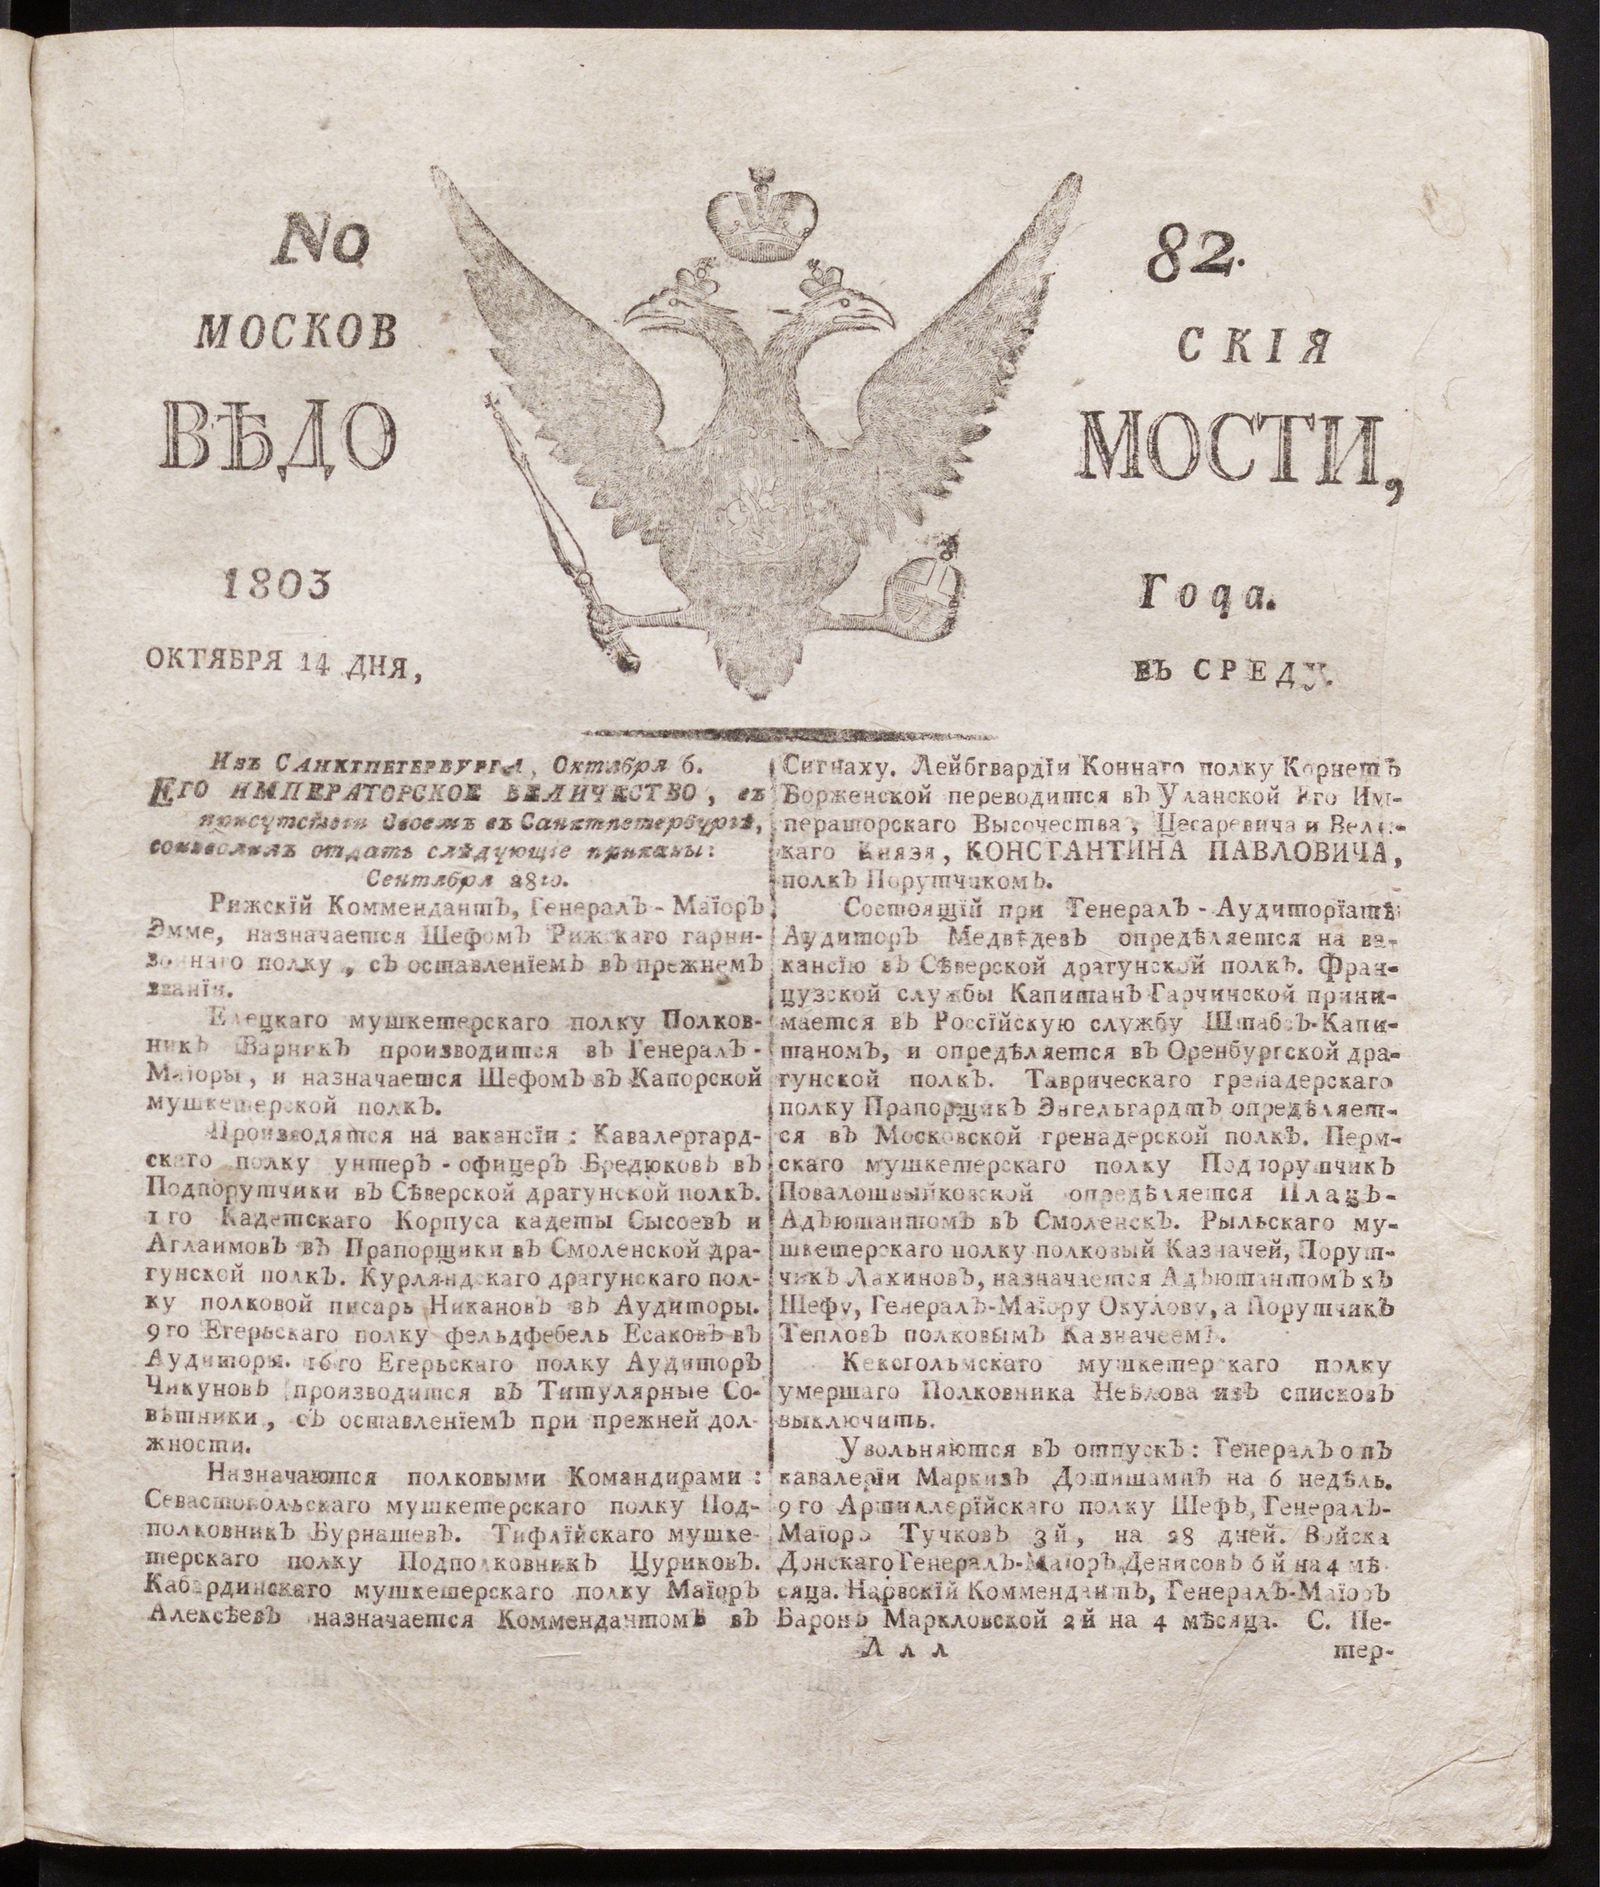 No 82.
МОСКОВ СКІЯ
ВѢДО МОСТИ,
1803 Года.
ОКТЯБРЯ 14 ДНЯ, ВЪ СРЕДУ.
Изъ Санктпетербурга, Октября 6.
Его ИМПЕРАТОРСКОЕ ВЕЛИЧЕСТВО, въ
присутствіи Своемъ въ Санктпетербургѣ,
соизволилъ отдать слѣдующіе приказы:
Сентября 28го.
Рижскій Коммендантъ, Генералъ-Маіоръ
Эмме, назначается Шефомъ Рижскаго гарни-
зоннаго полку, съ оставленіемъ въ прежнемъ
званіи.
Елецкаго мушкетерскаго полку Полков-
никъ Варникъ производится въ Генералъ-
Маіоры, и назначается Шефомъ въ Капорской
мушкетерской полкъ.
Производятся на вакансіи: Кавалергард-
скаго полку унтеръ-офицеръ Бредюковъ въ
Подпорутчики въ Сѣверской драгунской полкъ.
1го Кадетскаго Корпуса кадеты Сысоевъ и
Аглаимовъ въ Прапорщики въ Смоленской дра-
гунской полкъ. Курляндскаго драгунскаго пол-
ку полковой писарь Никановъ въ Аудиторы.
9го Егерьскаго полку фельдфебель Есаковъ въ
Аудиторы. 16го Егерьскаго полку Аудиторъ
Чикуновъ производится въ Титулярные Со-
вѣтники, съ оставленіемъ при прежней дол-
жности.
Назначаются полковыми Командирами:
Севастопольскаго мушкетерскаго полку Под-
полковникъ Бурнашевъ. Тифлійскаго мушке-
терскаго полку Подполковникъ Цуриковъ.
Кабардинскаго мушкетерскаго полку Маіоръ
Алексѣевъ назначается Коммендантомъ въ
Сигнаху. Лейбгвардіи Коннаго полку Корнетъ
Борженской переводится въ Уланской Его Им-
ператорскаго Высочества, Цесаревича и Вели-
каго Князя, КОНСТАНТИНА ПАВЛОВИЧА,
полкъ Порутчикомъ.
Состоящій при Генералъ-Аудиторіатѣ
Аудиторъ Медвѣдевъ опредѣляется на ва-
кансію въ Сѣверской драгунской полкъ. Фран-
цузской службы Капитанъ Гарчинской прини-
мается въ Россійскую службу Штабсъ-Капи-
таномъ, и опредѣляется въ Оренбургской дра-
гунской полкъ. Таврическаго гренадерскаго
полку Прапорщикъ Энгельгардтъ опредѣляет-
ся въ Московской гренадерской полкъ. Перм-
скаго мушкетерскаго полку Подпорутчикъ
Повалошвыйковской опредѣляется Плацъ-
Адъютантомъ въ Смоленскъ. Рыльскаго му-
шкетерскаго полку полковый Казначей, Порут-
чикъ Лахиновъ, назначается Адъютантомъ къ
Шефу, Генералъ-Маіору Окулову, а Порутчикъ
Тепловъ полковымъ Казначеемъ.
Кексгольмскаго мушкетерскаго полку
умершаго Полковника Неѣлова изъ списковъ
выключить.
Увольняются въ отпускъ: Генералъ отъ
кавалеріи Маркизъ Дотишампъ на 6 недѣль.
9го Артиллерійскаго полку Шефъ, Генералъ-
Маіоръ Тучковъ 3й, на 28 дней. Войска
Донскаго Генералъ-Маіоръ Денисовъ 6й на 4 мѣ-
сяца. Нарвскій Коммендантъ, Генералъ-Маіоръ
Баронъ Маркловской 2й на 4 мѣсяца. С. Пе-
Л л л тер-